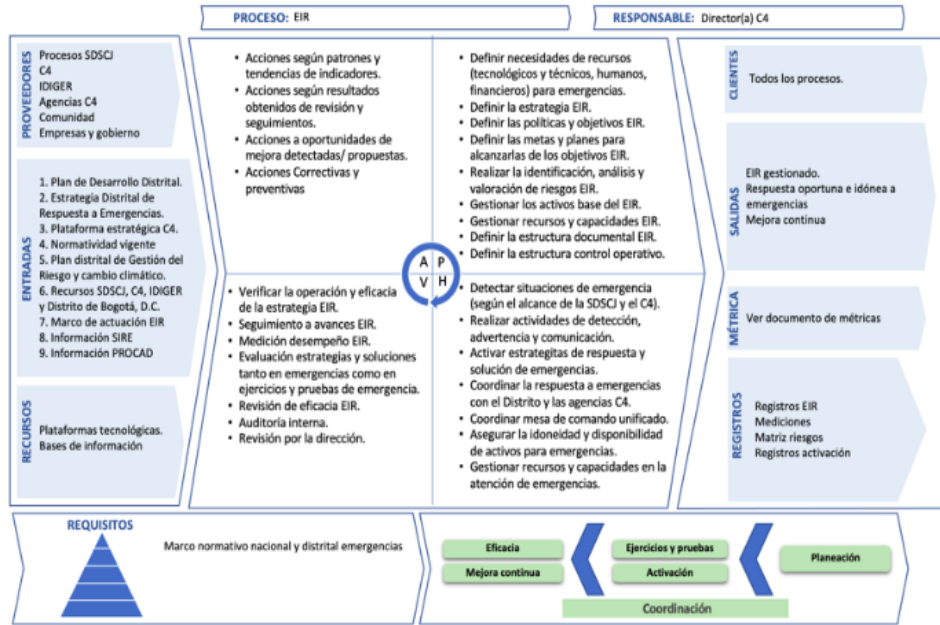 PROCESO: EIR
RESPONSABLE: Director(a) C4
PROVEEDORES
Procesos SDSCJ
C4
IDIGER
Agencias C4
Comunidad
Empresas y gobierno
ENTRADAS
1. Plan de Desarrollo Distrital.
2. Estrategia Distrital de
Respuesta a Emergencias.
3. Plataforma estratégica C4.
4. Normatividad vigente
5. Plan distrital de Gestión del
Riesgo y cambio climático.
6. Recursos SDSCJ, C4, IDIGER
y Distrito de Bogotá, D.C.
7. Marco de actuación EIR
8. Información SIRE
9. Información PROCAD
RECURSOS
Plataformas tecnológicas.
Bases de información
• Acciones según patrones y
tendencias de indicadores.
• Acciones según resultados
obtenidos de revisión y
seguimientos.
• Acciones a oportunidades de
mejora detectadas/ propuestas.
• Acciones Correctivas y
preventivas
• Definir necesidades de recursos
(tecnológicos y técnicos, humanos,
financieros) para emergencias.
• Definir la estrategia EIR.
• Definir las políticas y objetivos EIR.
• Definir las metas y planes para
alcanzarlas de los objetivos EIR.
• Realizar la identificación, análisis y
valoración de riesgos EIR.
• Gestionar los activos base del EIR.
• Gestionar recursos y capacidades EIR.
• Definir la estructura documental EIR.
• Definir la estructura control operativo.
A P
V H
• Verificar la operación y eficacia
de la estrategia EIR.
• Seguimiento a avances EIR.
• Medición desempeño EIR.
• Evaluación estrategias y soluciones
tanto en emergencias como en
ejercicios y pruebas de emergencia.
• Revisión de eficacia EIR.
• Auditoría interna.
• Revisión por la dirección.
• Detectar situaciones de emergencia
(según el alcance de la SDSCJ y el C4).
• Realizar actividades de detección,
advertencia y comunicación.
• Activar estrategitas de respuesta y
solución de emergencias.
• Coordinar la respuesta a emergencias
con el Distrito y las agencias C4.
• Coordinar mesa de comando unificado.
• Asegurar la idoneidad y disponibilidad
de activos para emergencias.
• Gestionar recursos y capacidades en la
atención de emergencias.
CLIENTES
Todos los procesos.
SALIDAS
EIR gestionado.
Respuesta oportuna e idónea a
emergencias
Mejora continua
MÉTRICA
Ver documento de métricas
REGISTROS
Registros EIR
Mediciones
Matriz riesgos
Registros activación
REQUISITOS
Marco normativo nacional y distrital emergencias
Eficacia
Mejora continua
Ejercicios y pruebas
Activación
Planeación
Coordinación